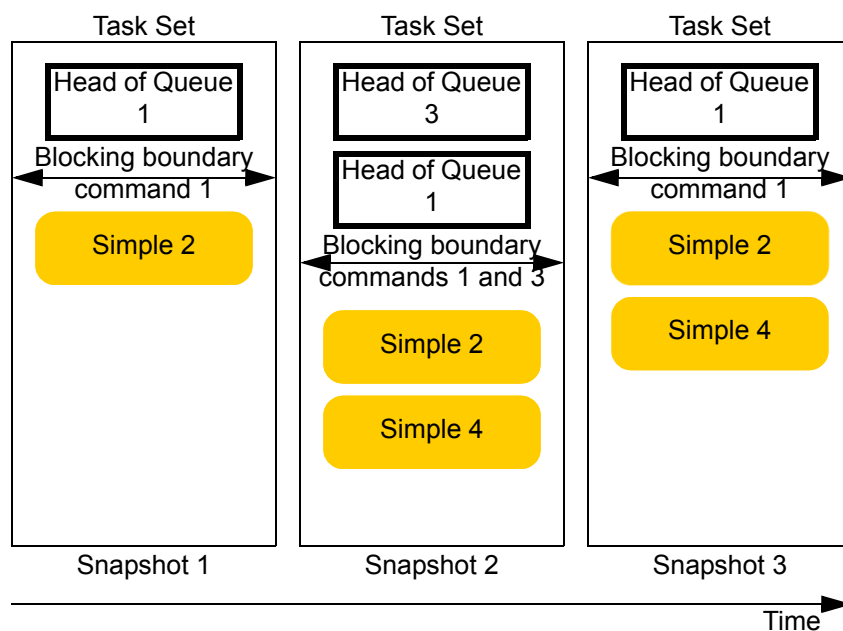 Task Set
Head of Queue
1
Blocking boundary
command 1
Simple 2
Snapshot 1
Task Set
Head of Queue
3
Head of Queue
1
Blocking boundary
commands 1 and 3
Simple 2
Simple 4
Snapshot 2
Task Set
Head of Queue
1
Blocking boundary
command 1
Simple 2
Simple 4
Snapshot 3
Time